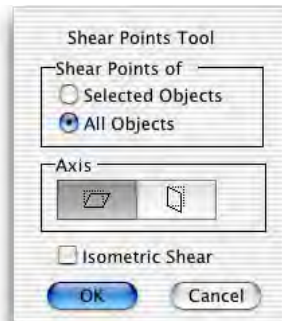 Shear Points Tool
Shear Points of
Selected Objects
All Objects
Axis
Isometric Shear
OK
Cancel